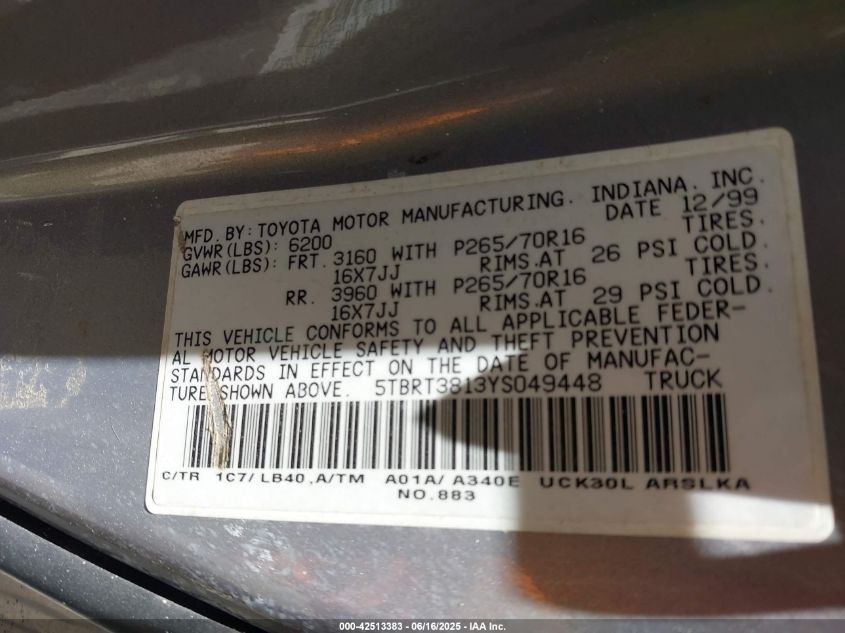 MFD. BY: TOYOTA MOTOR MANUFACTURING. INDIANA. INC.
GVWR(LBS): 6200 DATE 12/99
GAWR(LBS): FRT. 3160 WITH P265/70R16 TIRES.
16X7JJ RIMS.AT 26 PSI COLD.
RR. 3960 WITH P265/70R16 TIRES.
16X7JJ RIMS.AT 29 PSI COLD.
THIS VEHICLE CONFORMS TO ALL APPLICABLE FEDER-
AL MOTOR VEHICLE SAFETY AND THEFT PREVENTION
STANDARDS IN EFFECT ON THE DATE OF MANUFAC-
TURE SHOWN ABOVE. 5TBRT3813YS049448 TRUCK
C/TR 1C7/LB40,A/TM A01A/A340E UCK30L ARSLKA
NO.883
000-42513383 - 06/16/2025 - IAA Inc.